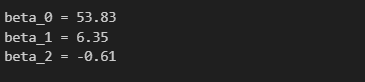 beta_0 = 53.83
beta_1 = 6.35
beta_2 = -0.61